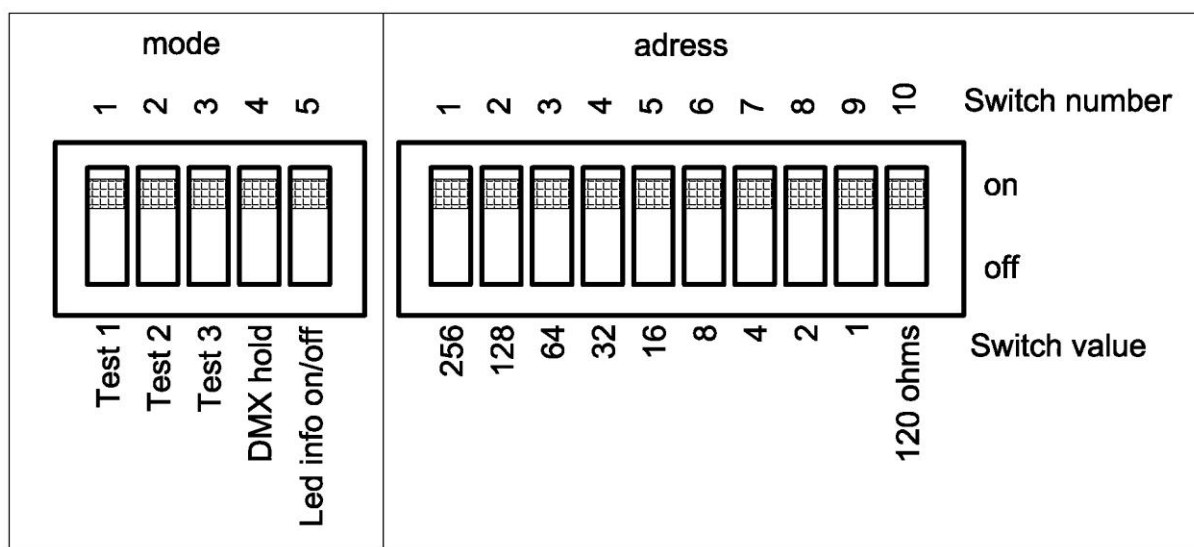 mode
1 2 3 4 5
Test 1
Test 2
Test 3
DMX hold
Led info on/off
adress
1 2 3 4 5 6 7 8 9 10 Switch number
on
off
256 128 64 32 16 8 4 2 1 120 ohms Switch value